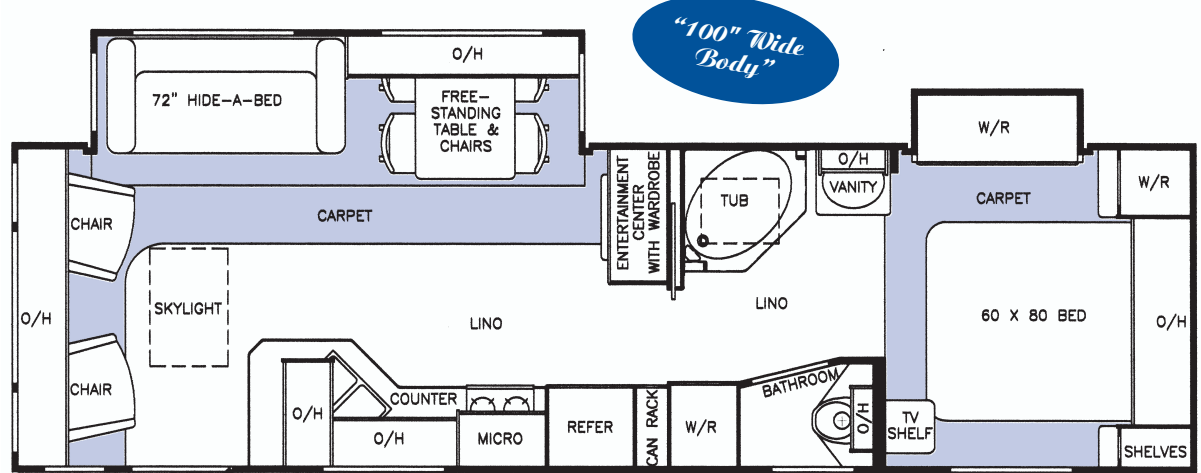 "100" Wide
Body"
O/H
72" HIDE-A-BED
FREE-
STANDING
TABLE &
CHAIRS
W/R
O/H
CHAIR
CARPET
ENTERTAINMENT
CENTER
WITH WARDROBE
TUB
O/H
VANITY
CARPET
W/R
SKYLIGHT
O/H
LINO
LINO
60 X 80 BED
O/H
CHAIR
O/H
COUNTER
O/H
MICRO
REFER
CAN RACK
W/R
BATHROOM
O/H
TV
SHELF
SHELVES